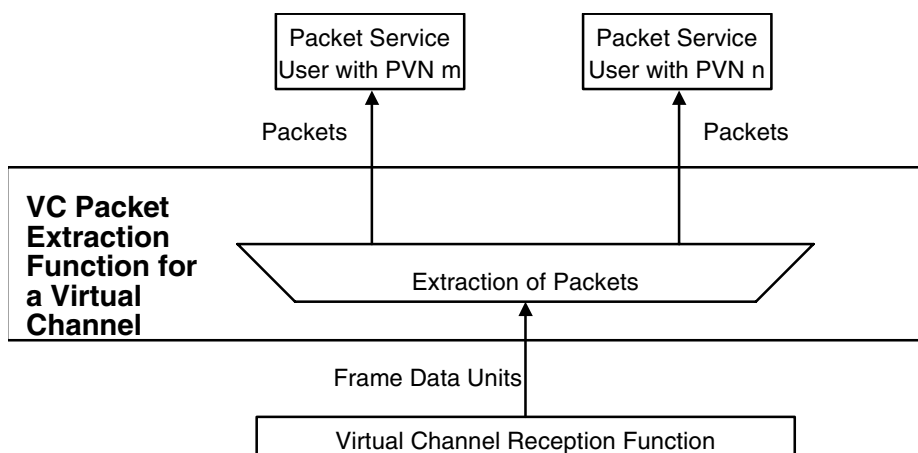 Packet Service
User with PVN m
Packet Service
User with PVN n
Packets
Packets
VC Packet
Extraction
Function for
a Virtual
Channel
Extraction of Packets
Frame Data Units
Virtual Channel Reception Function